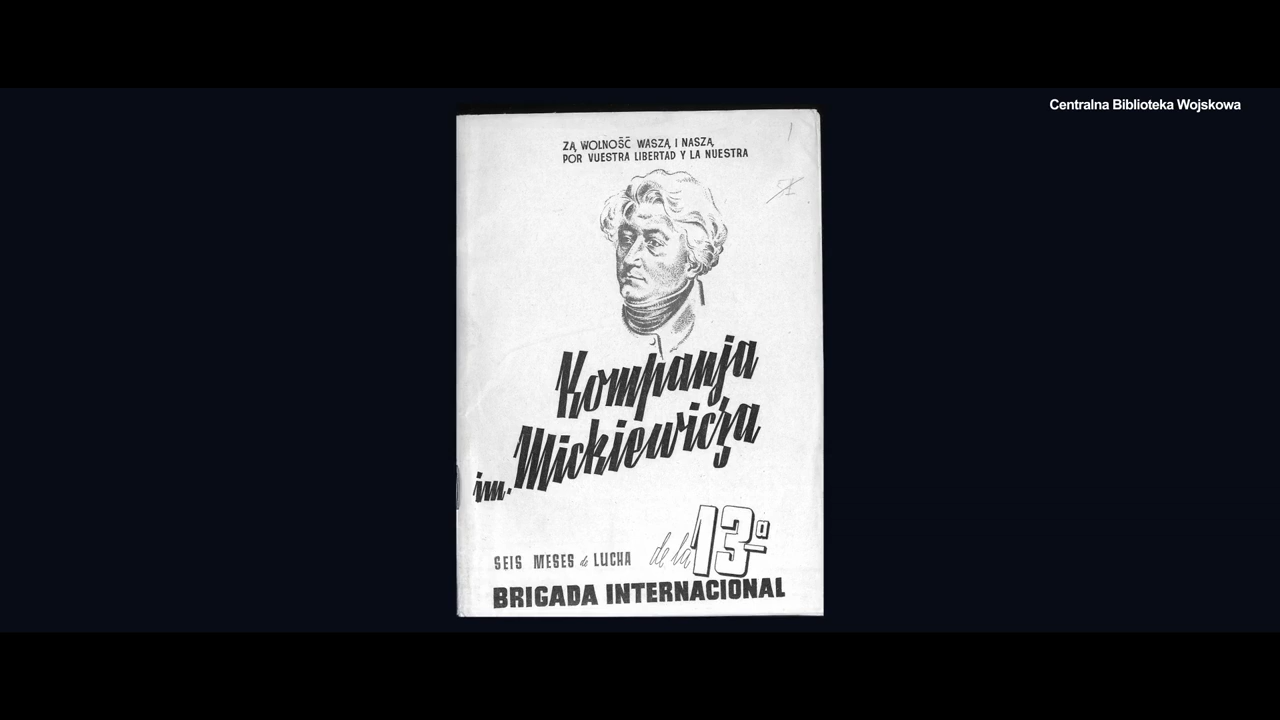 Centralna Biblioteka Wojskowa
ZA WOLNOŚĆ WASZĄ I NASZĄ
POR VUESTRA LIBERTAD Y LA NUESTRA
Kompanja
im. Mickiewicza
SEIS MESES de LUCHA de la 13ª
BRIGADA INTERNACIONAL